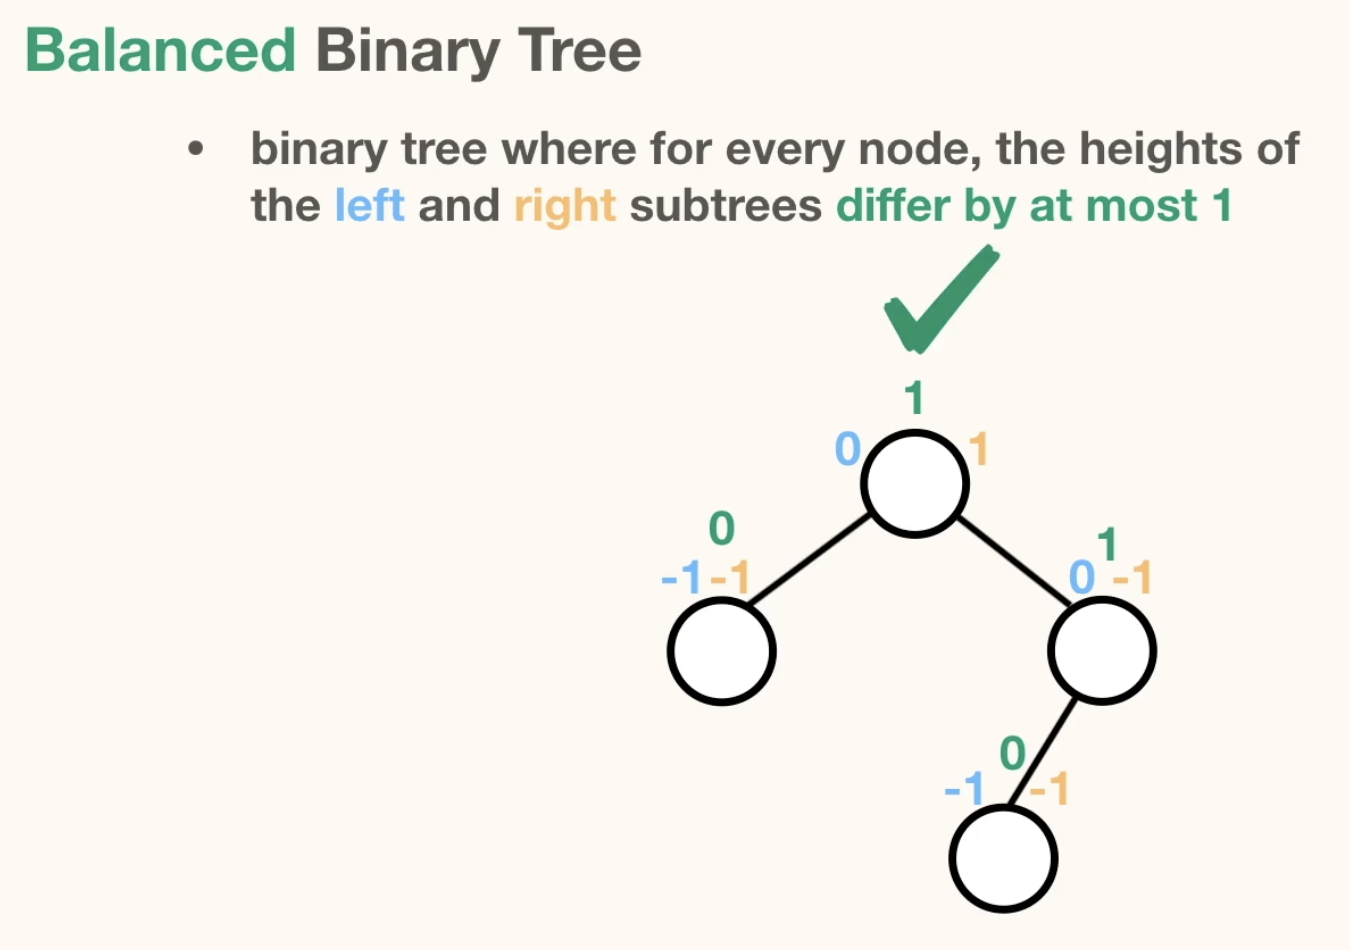 Balanced Binary Tree
• binary tree where for every node, the heights of
the left and right subtrees differ by at most 1
1
0 1
0
-1 -1
1
0 -1
0
-1 -1